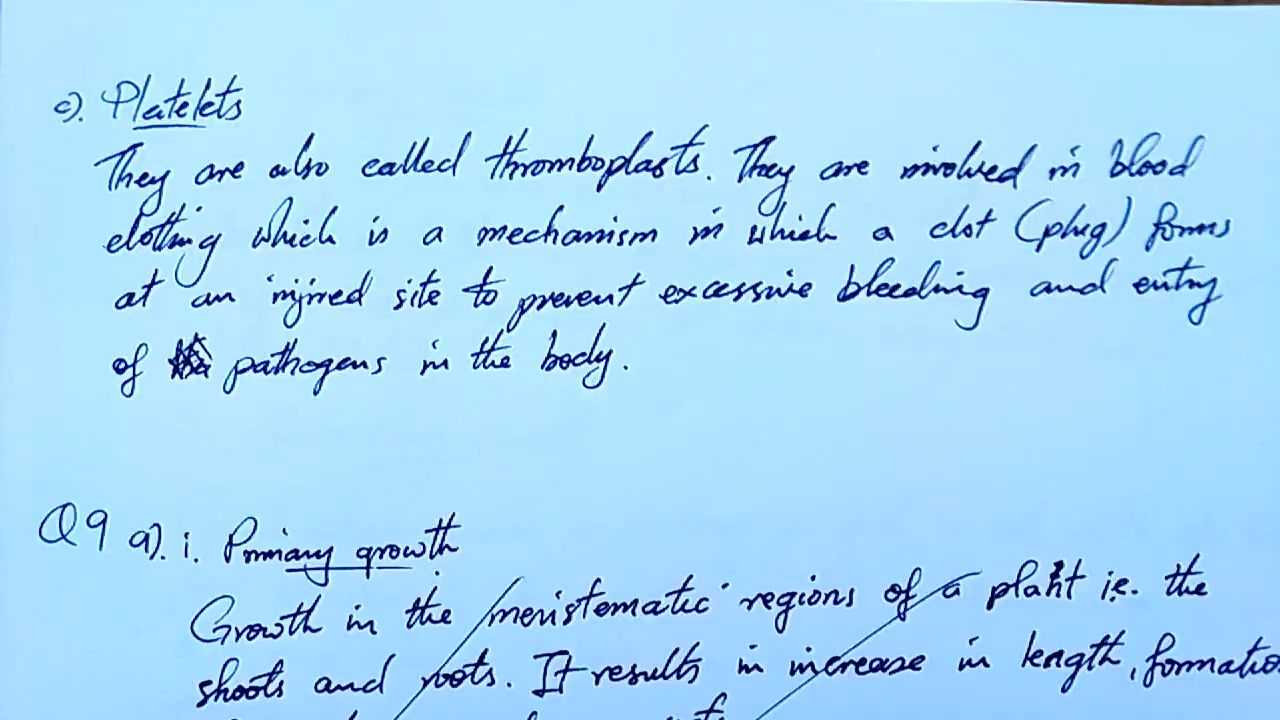 c). Platelets
They are also called thromboplasts. They are involved in blood
clotting which is a mechanism in which a clot (plug) forms
at an injured site to prevent excessive bleeding and entry
of pathogens in the body.
Q9 a). i. Primary growth
Growth in the meristematic regions of a plant i.e. the
shoots and roots. It results in increase in length, formatio